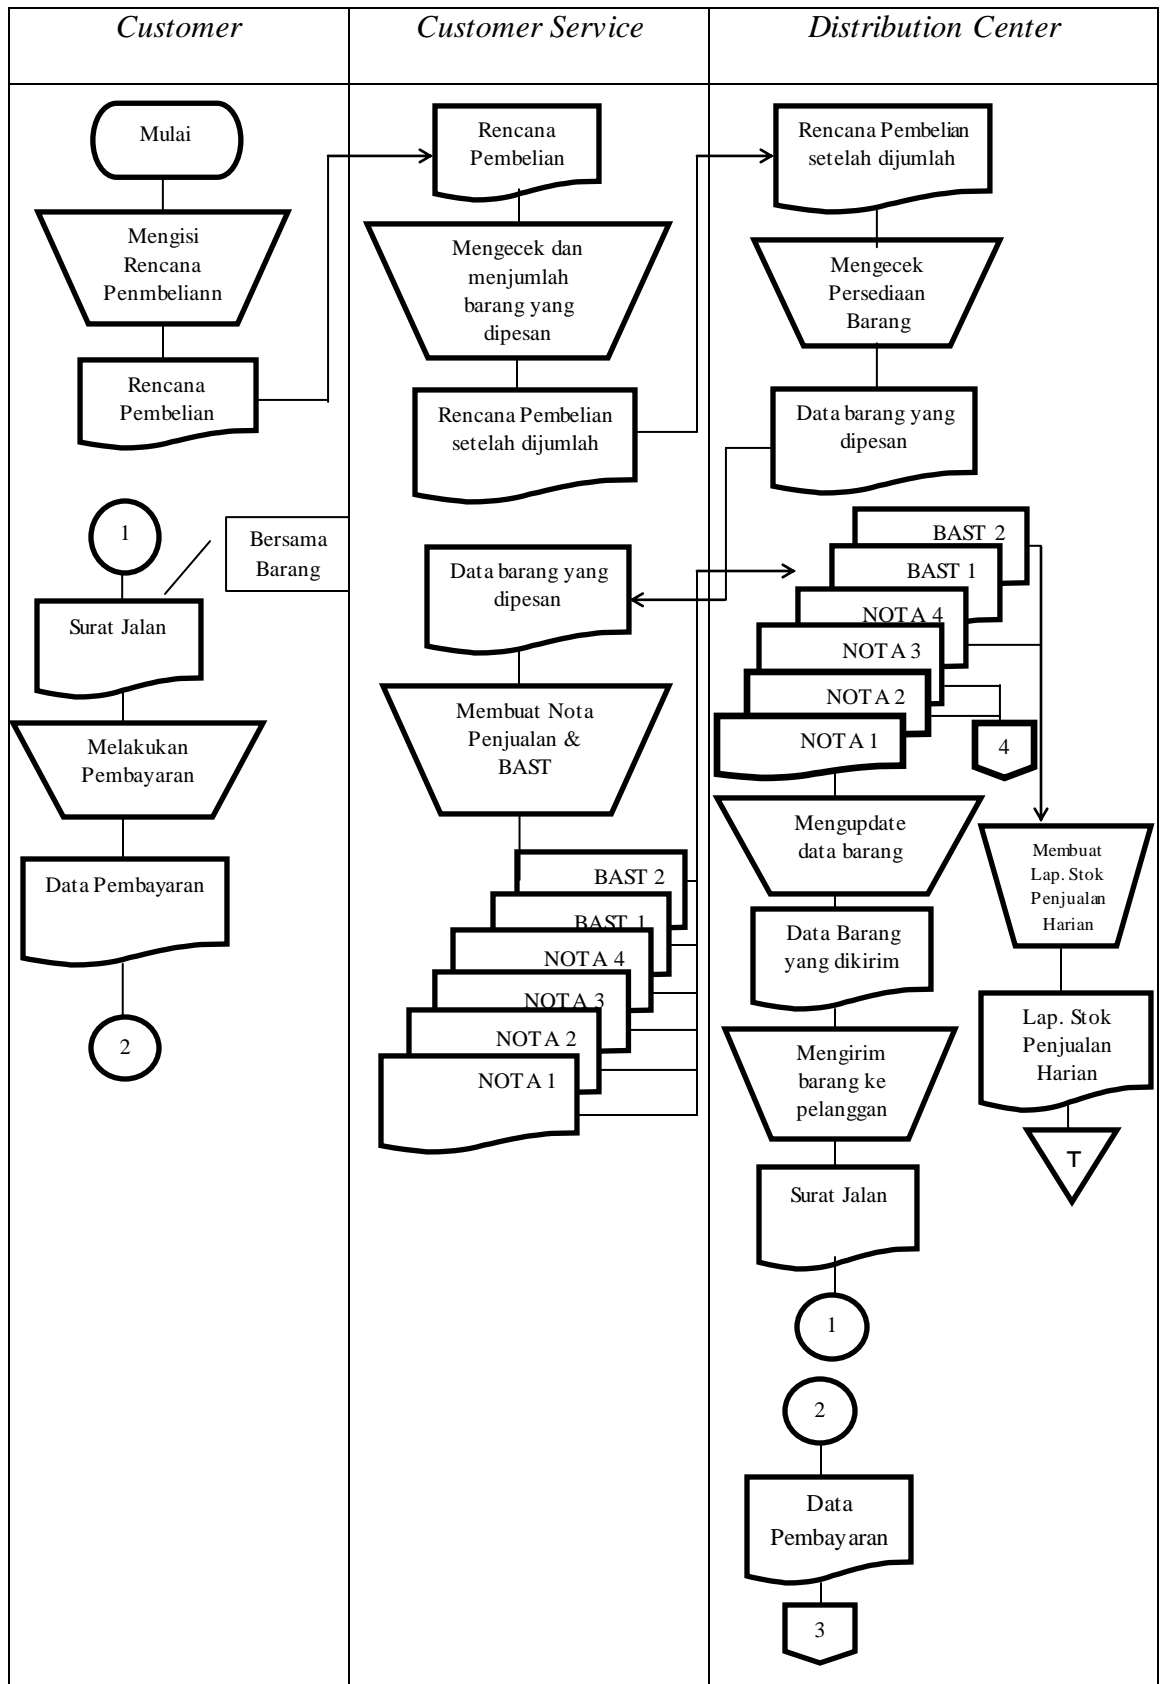 Customer
Customer Service
Distribution Center
Mulai
Mengisi
Rencana
Penmbeliann
Rencana
Pembelian
1
Bersama
Barang
Surat Jalan
Melakukan
Pembayaran
Data Pembayaran
2
Rencana
Pembelian
Mengecek dan
menjumlah
barang yang
dipesan
Rencana Pembelian
setelah dijumlah
Data barang yang
dipesan
Membuat Nota
Penjualan &
BAST
BAST 2
BAST 1
NOTA 4
NOTA 3
NOTA 2
NOTA 1
Rencana Pembelian
setelah dijumlah
Mengecek
Persediaan
Barang
Data barang yang
dipesan
BAST 2
BAST 1
NOTA 4
NOTA 3
NOTA 2
NOTA 1
4
Mengupdate
data barang
Data Barang
yang dikirim
Mengirim
barang ke
pelanggan
Surat Jalan
1
2
Data
Pembayaran
3
Membuat
Lap. Stok
Penjualan
Harian
Lap. Stok
Penjualan
Harian
T